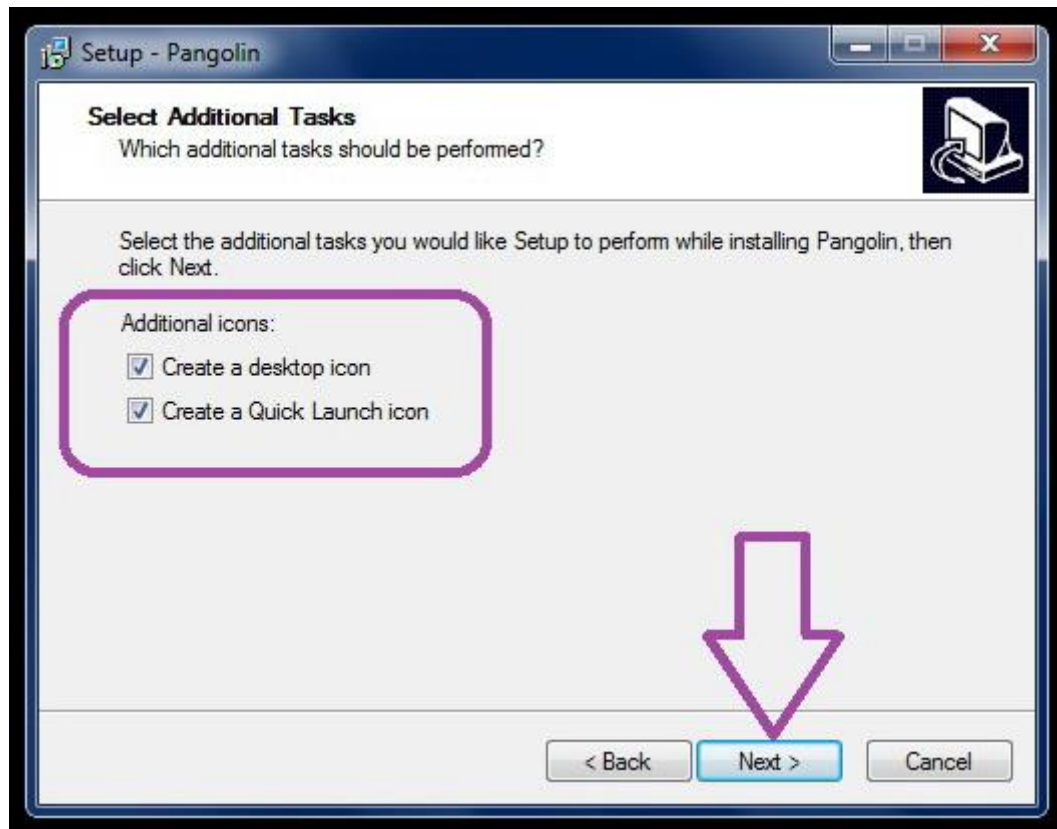 Setup - Pangolin
Select Additional Tasks
Which additional tasks should be performed?
Select the additional tasks you would like Setup to perform while installing Pangolin, then
click Next.
Additional icons:
Create a desktop icon
Create a Quick Launch icon
< Back Next > Cancel